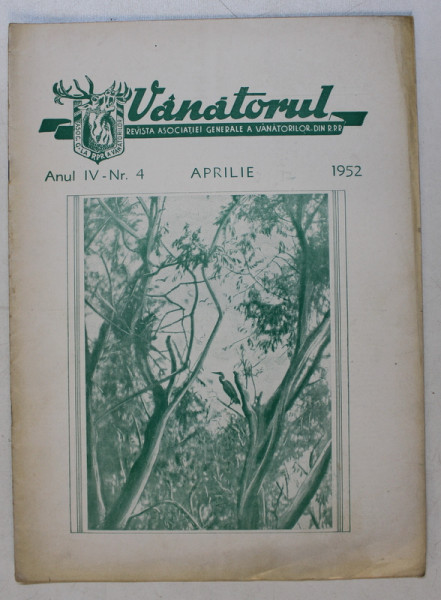 Vânătorul
REVISTA ASOCIAȚIEI GENERALE A VÂNĂTORILOR DIN R.P.R
Anul IV - Nr. 4 APRILIE 1952